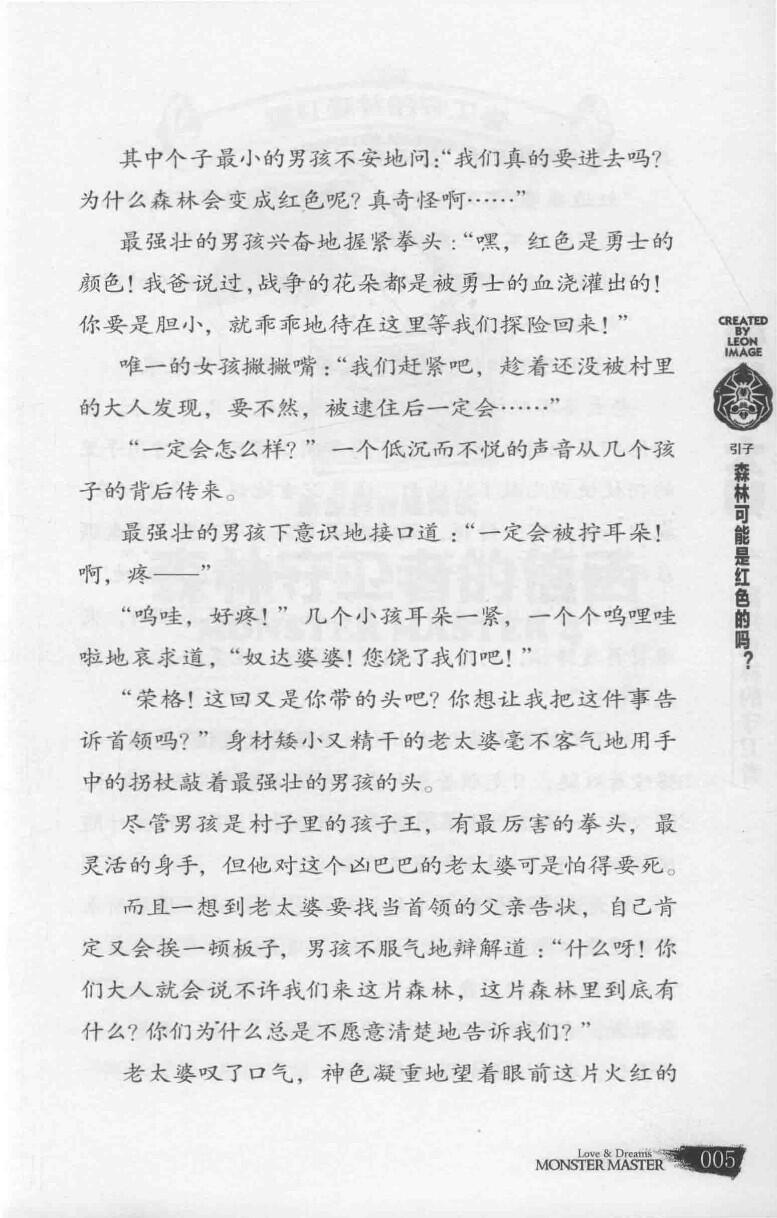 其中个子最小的男孩不安地问：“我们真的要进去吗？
为什么森林会变成红色呢？真奇怪啊……”
最强壮的男孩兴奋地握紧拳头：“嘿，红色是勇士的
颜色！我爸说过，战争的花朵都是被勇士的血浇灌出的！
你要是胆小，就乖乖地待在这里等我们探险回来！”
唯一的女孩撇撇嘴：“我们赶紧吧，趁着还没被村里
的大人发现，要不然，被逮住后一定会……”
“一定会怎么样？”一个低沉而不悦的声音从几个孩
子的背后传来。
最强壮的男孩下意识地接口道：“一定会被拧耳朵！
啊，疼——”
“呜哇，好疼！”几个小孩耳朵一紧，一个个呜哩哇
啦地哀求道，“奴达婆婆！您饶了我们吧！”
“荣格！这回又是你带的头吧？你想让我把这件事告
诉首领吗？”身材矮小又精干的老太婆毫不客气地用手
中的拐杖敲着最强壮的男孩的头。
尽管男孩是村子里的孩子王，有最厉害的拳头，最
灵活的身手，但他对这个凶巴巴的老太婆可是怕得要死。
而且一想到老太婆要找当首领的父亲告状，自己肯
定又会挨一顿板子，男孩不服气地辩解道：“什么呀！你
们大人就会说不许我们来这片森林，这片森林里到底有
什么？你们为什么总是不愿意清楚地告诉我们？”
老太婆叹了口气，神色凝重地望着眼前这片火红的
CREATED
BY
LEON
IMAGE
引子
森林可能是红色的吗？
Love & Dreams
MONSTER MASTER
005